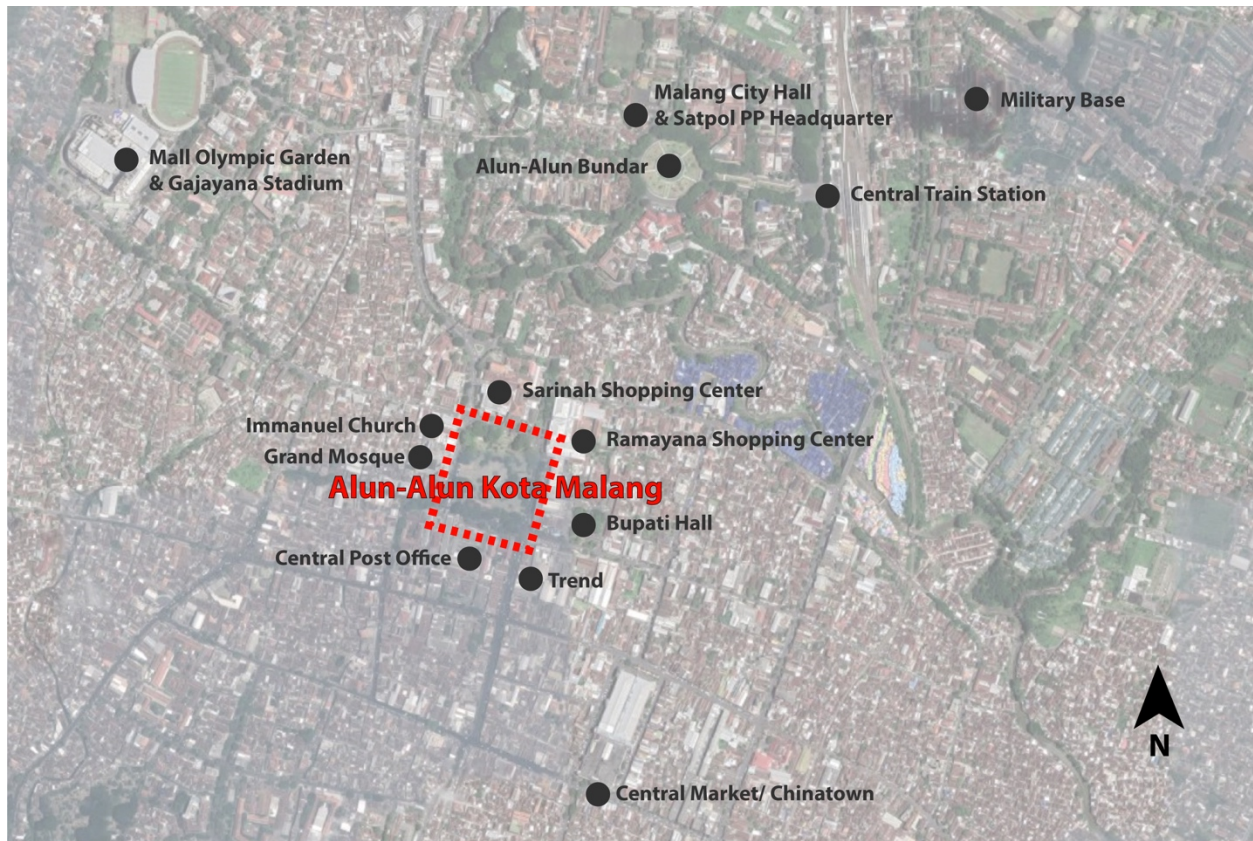 Malang City Hall
& Satpol PP Headquarter
Military Base
Mall Olympic Garden
& Gajayana Stadium
Alun-Alun Bundar
Central Train Station
Sarinah Shopping Center
Immanuel Church
Ramayana Shopping Center
Grand Mosque
Alun-Alun Kota Malang
Bupati Hall
Central Post Office
Trend
N
Central Market/ Chinatown